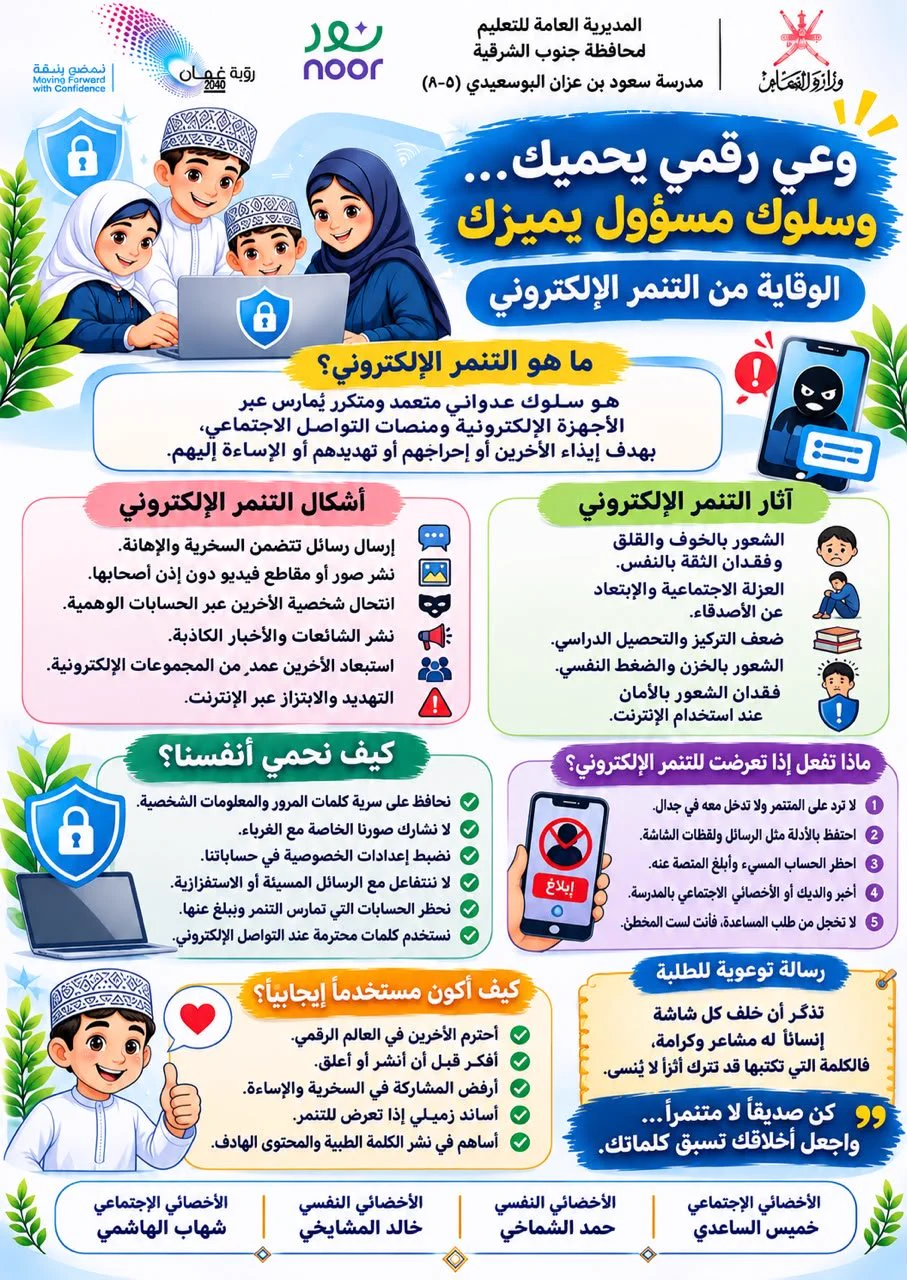 المديرية العامة للتعليم
لمحافظة جنوب الشرقية
مدرسة سعود بن عزان البوسعيدي (٥-٨)
نور
noor
رؤية عُمان
2040
نمضي بثقة
Moving Forward
with Confidence
وعي رقمي يحميك...
وسلوك مسؤول يميزك
الوقاية من التنمر الإلكتروني
ما هو التنمر الإلكتروني؟
هو سلوك عدواني متعمد ومتكرر يُمارس عبر
الأجهزة الإلكترونية ومنصات التواصل الاجتماعي،
بهدف إيذاء الأخرين أو إحراجهم أو تهديدهم أو الإساءة إليهم.
آثار التنمر الإلكتروني
الشعور بالخوف والقلق
وفقدان الثقة بالنفس.
العزلة الاجتماعية والإبتعاد
عن الأصدقاء.
ضعف التركيز والتحصيل الدراسي.
الشعور بالخزن والضغط النفسي.
فقدان الشعور بالأمان
عند استخدام الإنترنت.
أشكال التنمر الإلكتروني
إرسال رسائل تتضمن السخرية والإهانة.
نشر صور أو مقاطع فيديو دون إذن أصحابها.
انتحال شخصية الأخرين عبر الحسابات الوهمية.
نشر الشائعات والأخبار الكاذبة.
استبعاد الأخرين عمد من المجموعات الإلكترونية.
التهديد والابتزاز عبر الإنترنت.
ماذا تفعل إذا تعرضت للتنمر الإلكتروني؟
1 لا ترد على المتنمر ولا تدخل معه في جدال.
2 احتفظ بالأدلة مثل الرسائل ولقطات الشاشة.
3 احظر الحساب المسيء وأبلغ المنصة عنه.
4 أخبر والديك أو الأخصائي الاجتماعي بالمدرسة.
5 لا تخجل من طلب المساعدة، فأنت لست المخطئ.
إبلاغ
كيف نحمي أنفسنا؟
نحافظ على سرية كلمات المرور والمعلومات الشخصية.
لا نشارك صورنا الخاصة مع الغرباء.
نضبط إعدادات الخصوصية في حساباتنا.
لا نتفاعل مع الرسائل المسيئة أو الاستفزازية.
نحظر الحسابات التي تمارس التنمر ونبلغ عنها.
نستخدم كلمات محترمة عند التواصل الإلكتروني.
رسالة توعوية للطلبة
تذكّر أن خلف كل شاشة
إنساناً له مشاعر وكرامة،
فالكلمة التي تكتبها قد تترك أثرًا لا يُنسى.
كن صديقاً لا متنمراً...
واجعل أخلاقك تسبق كلماتك.
كيف أكون مستخدماً إيجابياً؟
أحترم الأخرين في العالم الرقمي.
أفكر قبل أن أنشر أو أعلق.
أرفض المشاركة في السخرية والإساءة.
أساند زميلي إذا تعرض للتنمر.
أساهم في نشر الكلمة الطيبة والمحتوى الهادف.
الأخصائي الإجتماعي
خميس الساعدي
الأخصائي النفسي
حمد الشماخي
الأخصائي النفسي
خالد المشايخي
الأخصائي الإجتماعي
شهاب الهاشمي